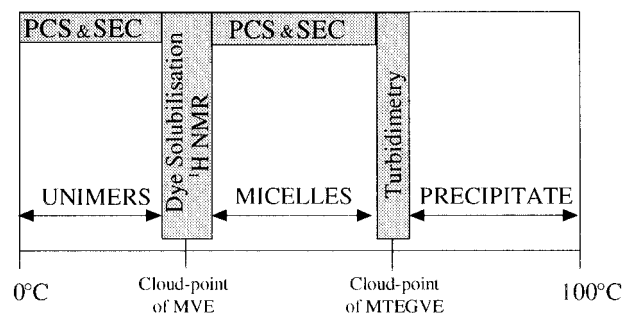 PCS & SEC
PCS & SEC
Dye Solubilisation
¹H NMR
Turbidimetry
UNIMERS
MICELLES
PRECIPITATE
0°C
Cloud-point
of MVE
Cloud-point
of MTEGVE
100°C